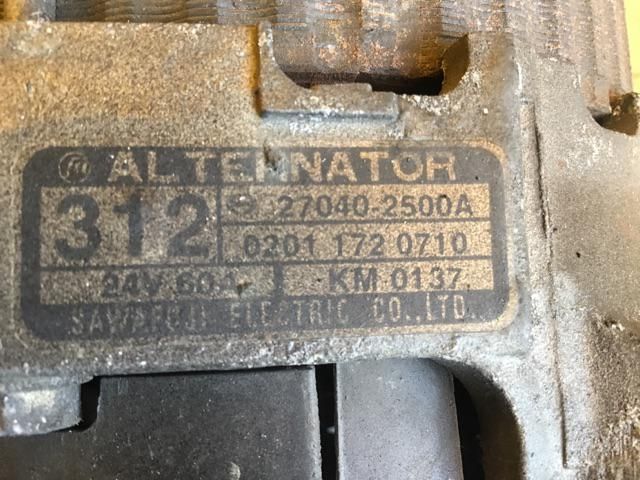 ALTERNATOR
312
27040-2500A
0201 172 0710
24V 60A
KM 0137
SAWAFUJI ELECTRIC CO.,LTD.